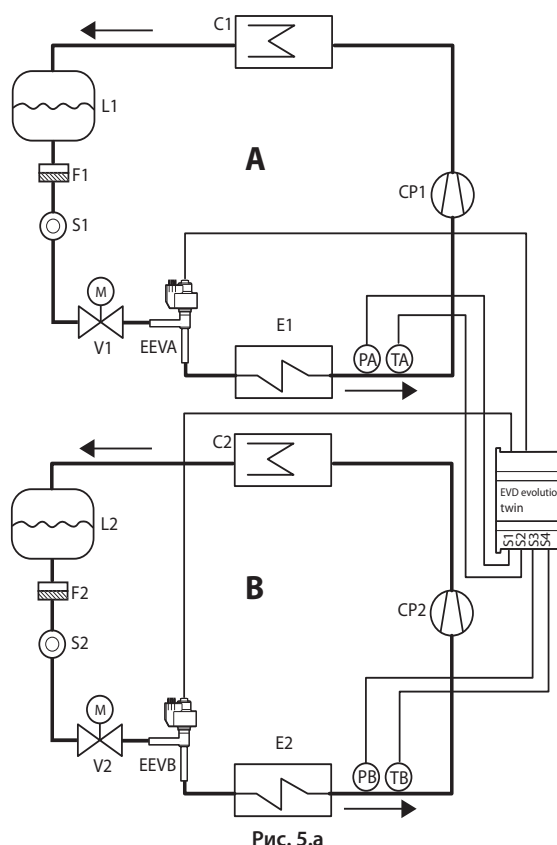 C1
L1
A
F1
CP1
S1
M
E1
V1
EEVA
PA
TA
C2
EVD evolution
twin
L2
S1
S2
S3
S4
B
F2
CP2
S2
M
E2
V2
EEVB
PB
TB
Рис. 5.a